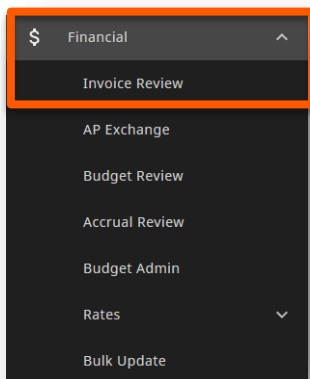 $ Financial
Invoice Review
AP Exchange
Budget Review
Accrual Review
Budget Admin
Rates
Bulk Update